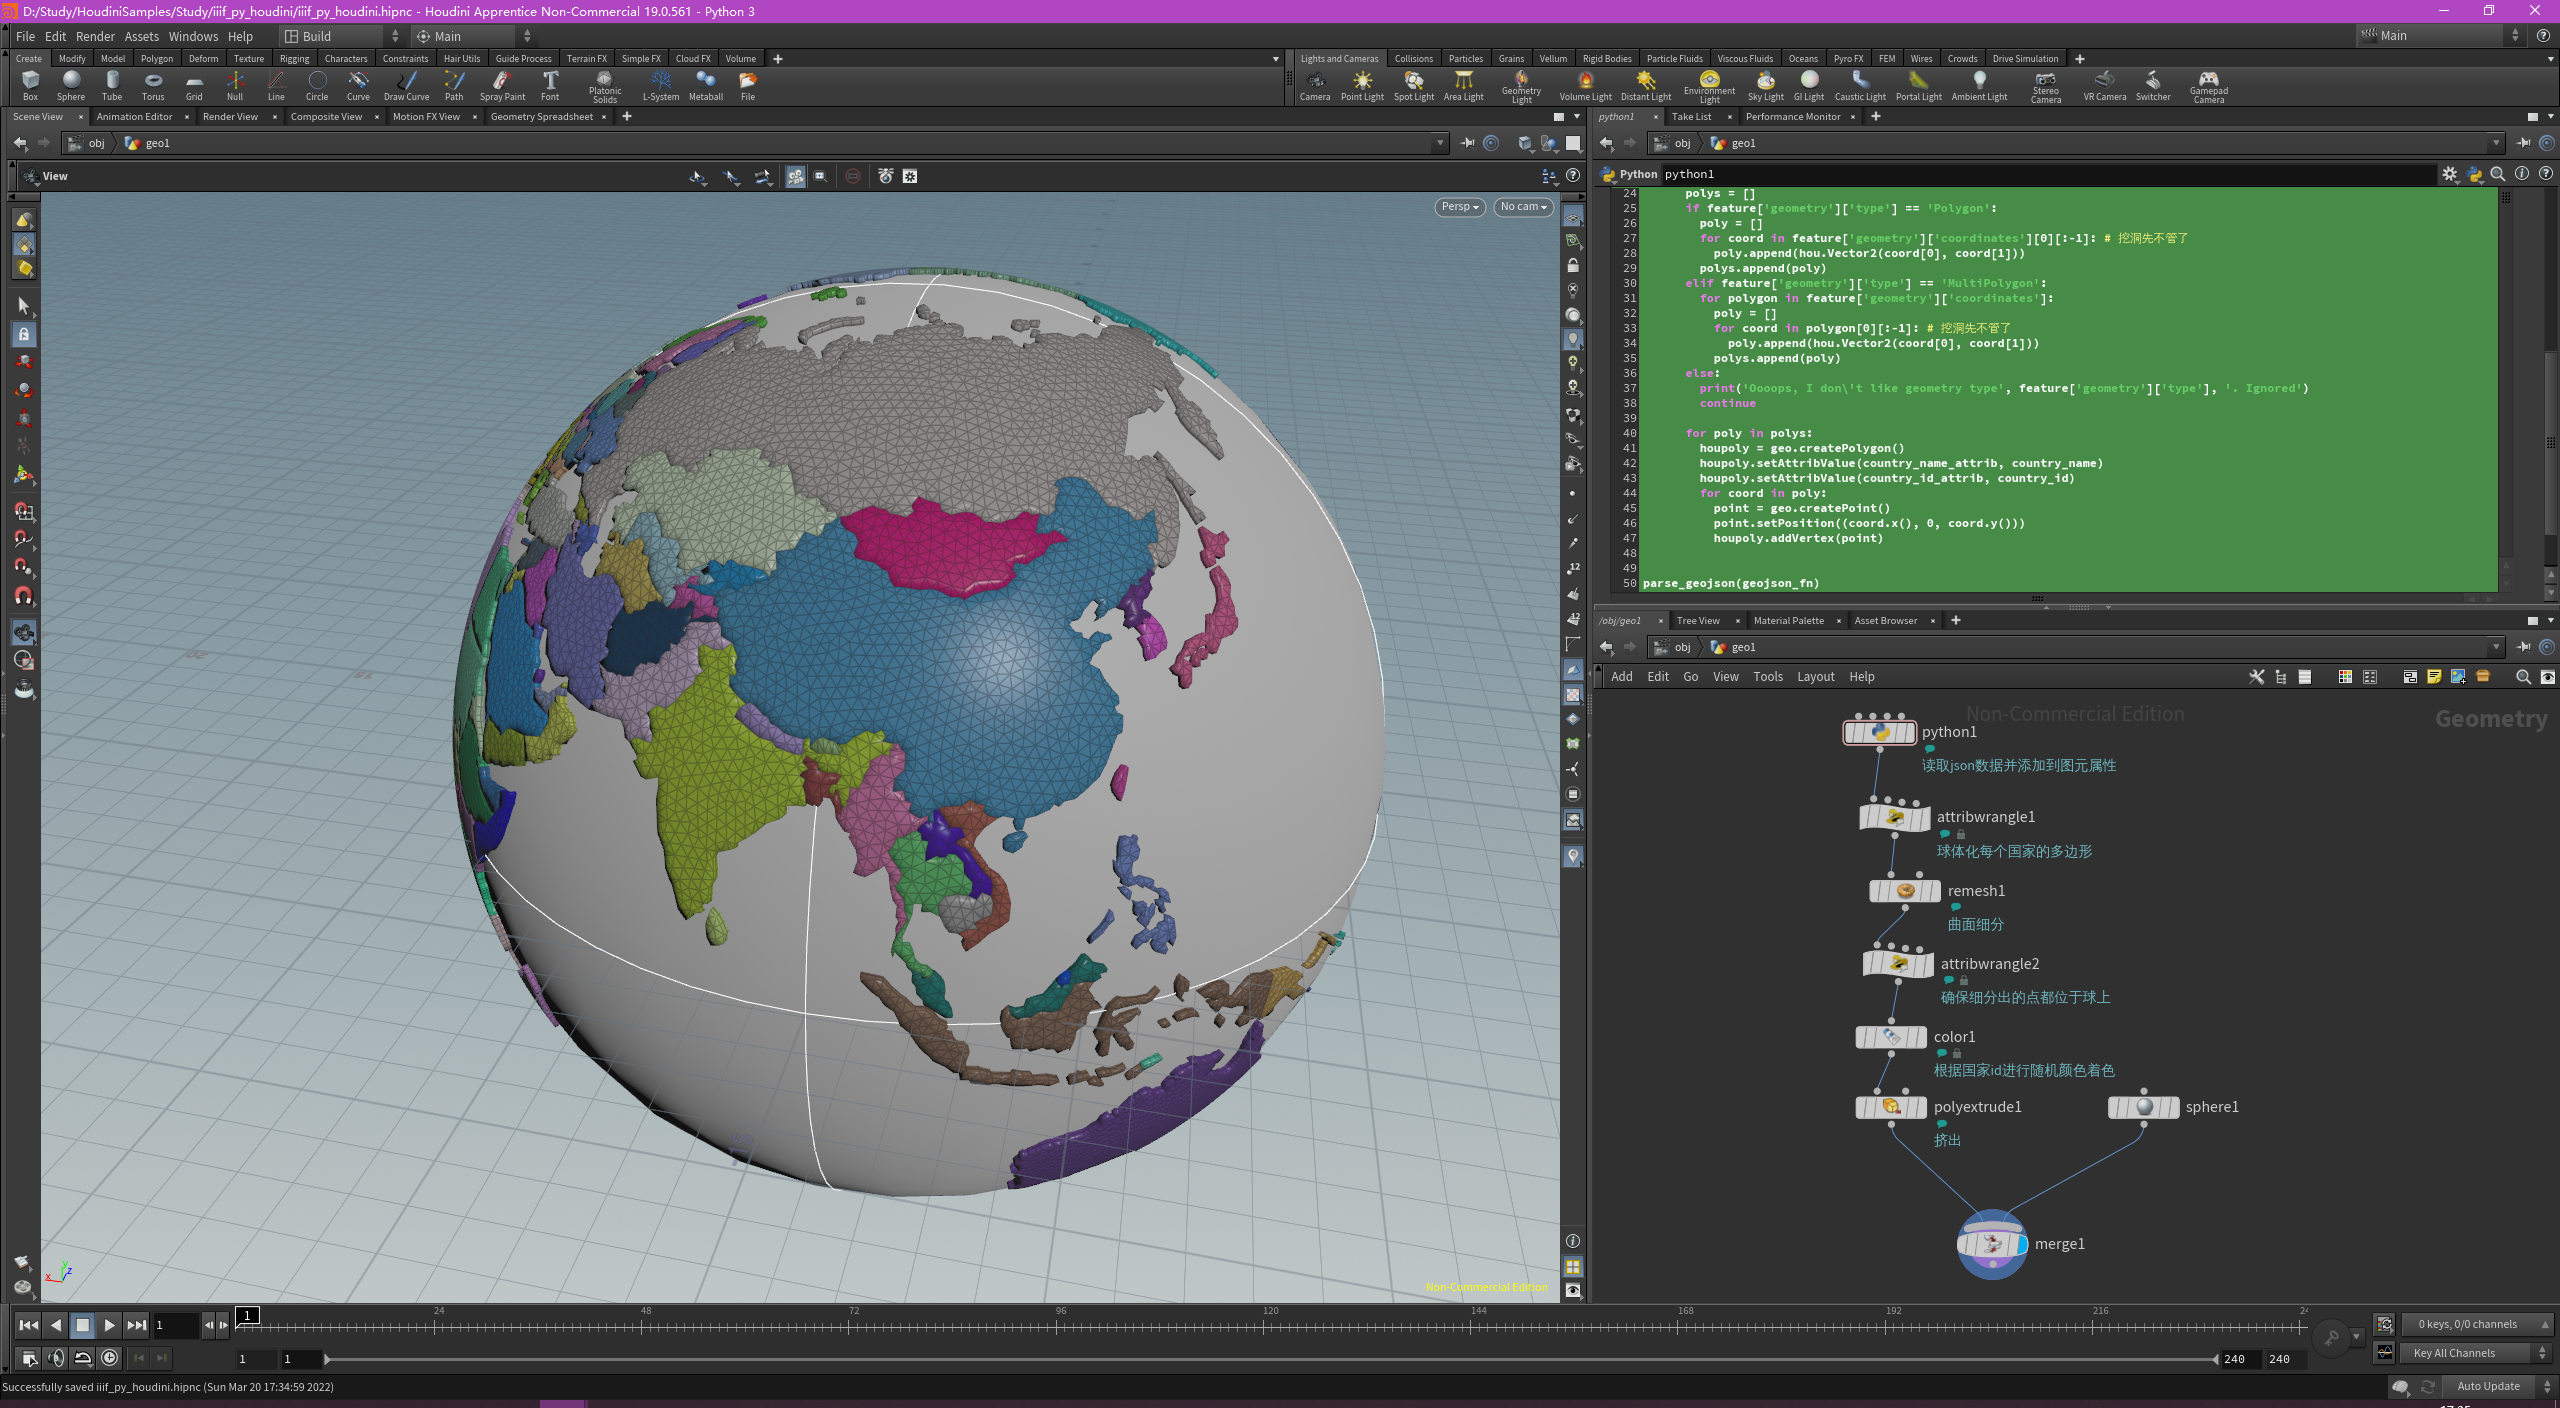 D:/Study/HoudiniSamples/Study/iiif_py_houdini/iiif_py_houdini.hipnc - Houdini Apprentice Non-Commercial 19.0.561 - Python 3
File Edit Render Assets Windows Help Build Main Main
Create Modify Model Polygon Deform Texture Rigging Characters Constraints Hair Utils Guide Process Terrain FX Simple FX Cloud FX Volume
Lights and Cameras Collisions Particles Grains Vellum Rigid Bodies Particle Fluids Viscous Fluids Oceans Pyro FX FEM Wires Crowds Drive Simulation
Box Sphere Tube Torus Grid Null Line Circle Curve Draw Curve Path Spray Paint Font Platonic Solids L-System Metaball File
Camera Point Light Spot Light Area Light Geometry Light Volume Light Distant Light Environment Light Sky Light GI Light Caustic Light Portal Light Ambient Light Stereo Camera VR Camera Switcher Gamepad Camera
Scene View Animation Editor Render View Composite View Motion FX View Geometry Spreadsheet
obj geo1
View
Persp No cam
Non-Commercial Edition
python1 Take List Performance Monitor
obj geo1
Python python1
24 polys = []
25 if feature['geometry']['type'] == 'Polygon':
26 poly = []
27 for coord in feature['geometry']['coordinates'][0][:-1]: # 挖洞先不管了
28 poly.append(hou.Vector2(coord[0], coord[1]))
29 polys.append(poly)
30 elif feature['geometry']['type'] == 'MultiPolygon':
31 for polygon in feature['geometry']['coordinates']:
32 poly = []
33 for coord in polygon[0][:-1]: # 挖洞先不管了
34 poly.append(hou.Vector2(coord[0], coord[1]))
35 polys.append(poly)
36 else:
37 print('Oooops, I don\'t like geometry type', feature['geometry']['type'], '. Ignored')
38 continue
39
40 for poly in polys:
41 houpoly = geo.createPolygon()
42 houpoly.setAttribValue(country_name_attrib, country_name)
43 houpoly.setAttribValue(country_id_attrib, country_id)
44 for coord in poly:
45 point = geo.createPoint()
46 point.setPosition((coord.x(), 0, coord.y()))
47 houpoly.addVertex(point)
48
49
50 parse_geojson(geojson_fn)
/obj/geo1 Tree View Material Palette Asset Browser
obj geo1
Add Edit Go View Tools Layout Help
Non-Commercial Edition
Geometry
python1
读取json数据并添加到图元属性
attribwrangle1
球体化每个国家的多边形
remesh1
曲面细分
attribwrangle2
确保细分出的点都位于球上
color1
根据国家id进行随机颜色着色
polyextrude1
挤出
sphere1
merge1
1 1 24 48 72 96 120 144 168 192 216
0 keys, 0/0 channels
1 1 240 240 Key All Channels
Successfully saved iiif_py_houdini.hipnc (Sun Mar 20 17:34:59 2022)
Auto Update